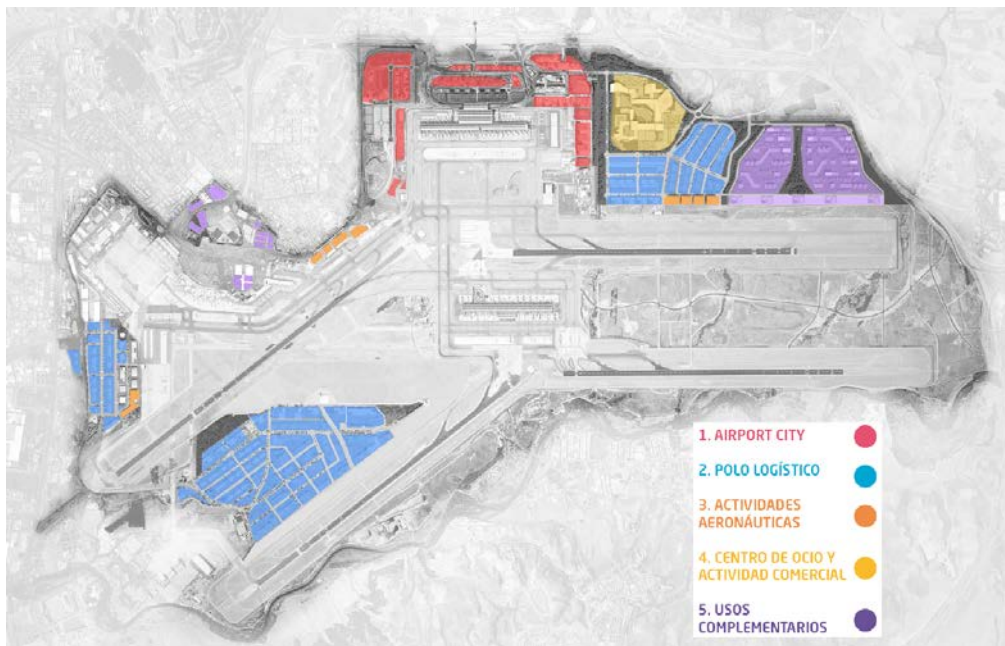 1. AIRPORT CITY
2. POLO LOGÍSTICO
3. ACTIVIDADES
AERONÁUTICAS
4. CENTRO DE OCIO Y
ACTIVIDAD COMERCIAL
5. USOS
COMPLEMENTARIOS